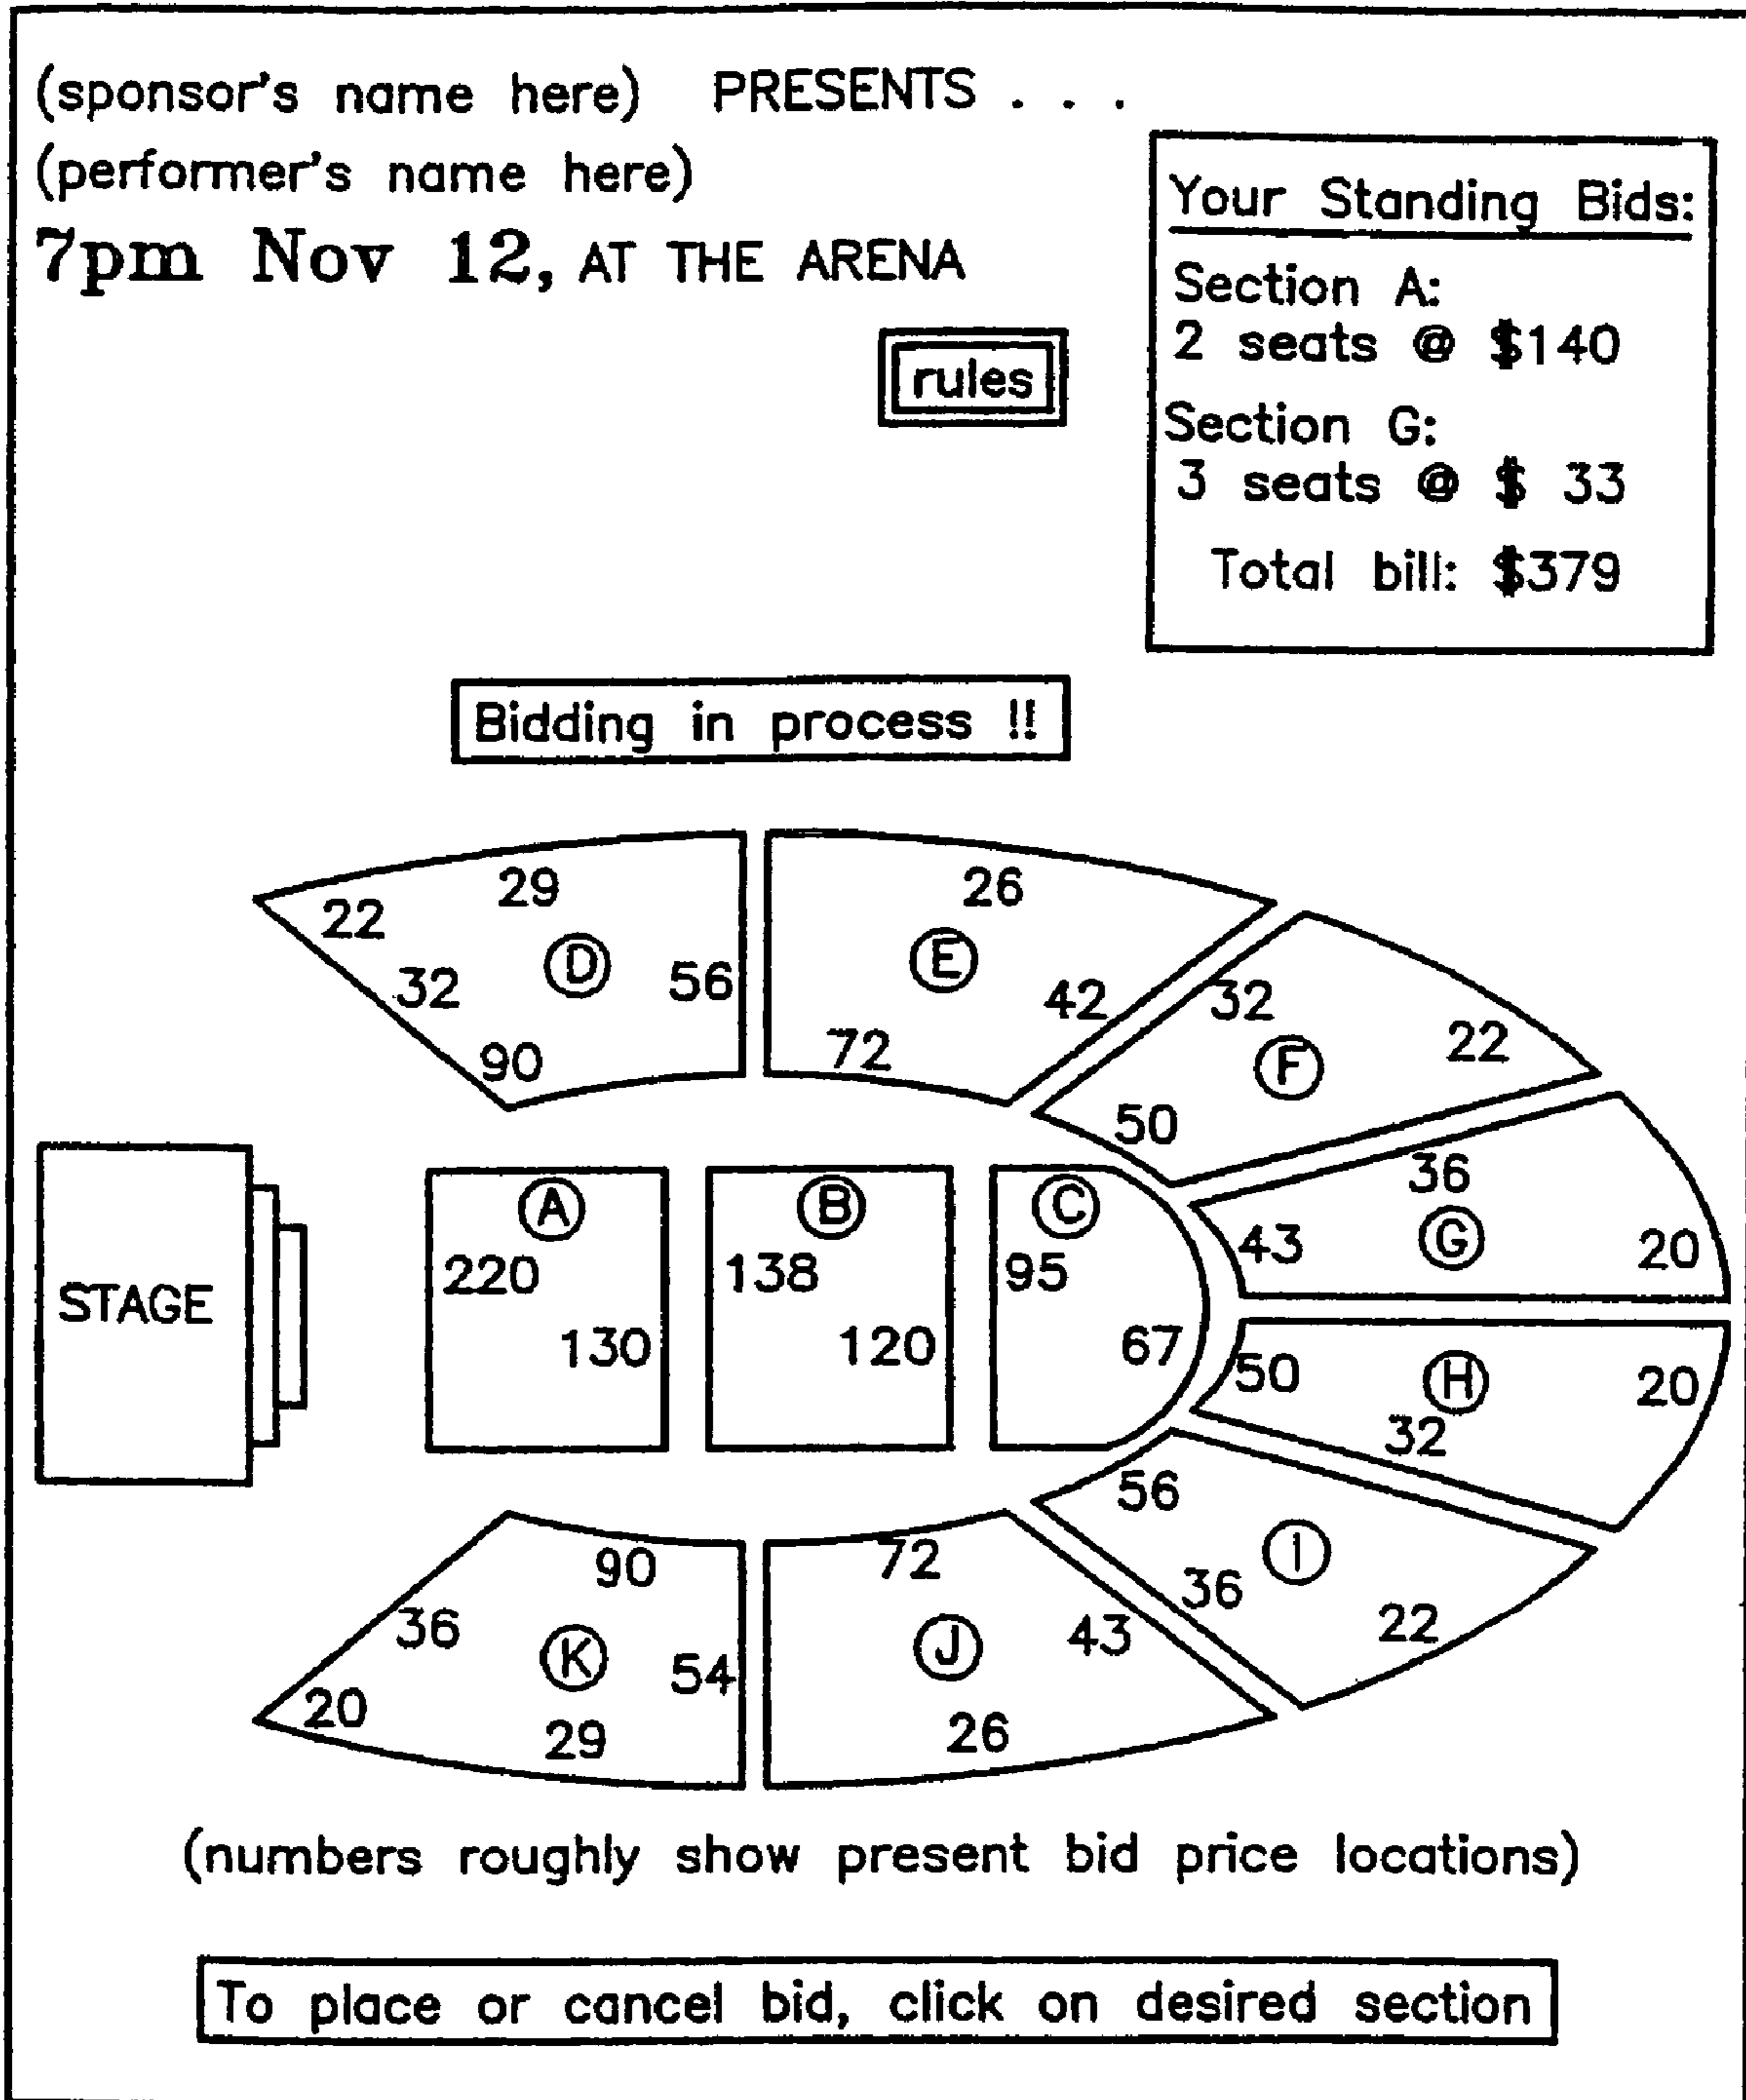 (sponsor's name here) PRESENTS . . .
(performer's name here)
7pm Nov 12, AT THE ARENA
rules
Your Standing Bids:
Section A:
2 seats @ $140
Section G:
3 seats @ $ 33
Total bill: $379
Bidding in process !!
29
22
D
32
56
90
26
E
42
72
32
22
F
50
36
43
G
20
STAGE
A
220
130
B
138
120
C
95
67
50
H
20
32
56
I
36
22
90
36
K
54
20
29
72
43
J
26
(numbers roughly show present bid price locations)
To place or cancel bid, click on desired section